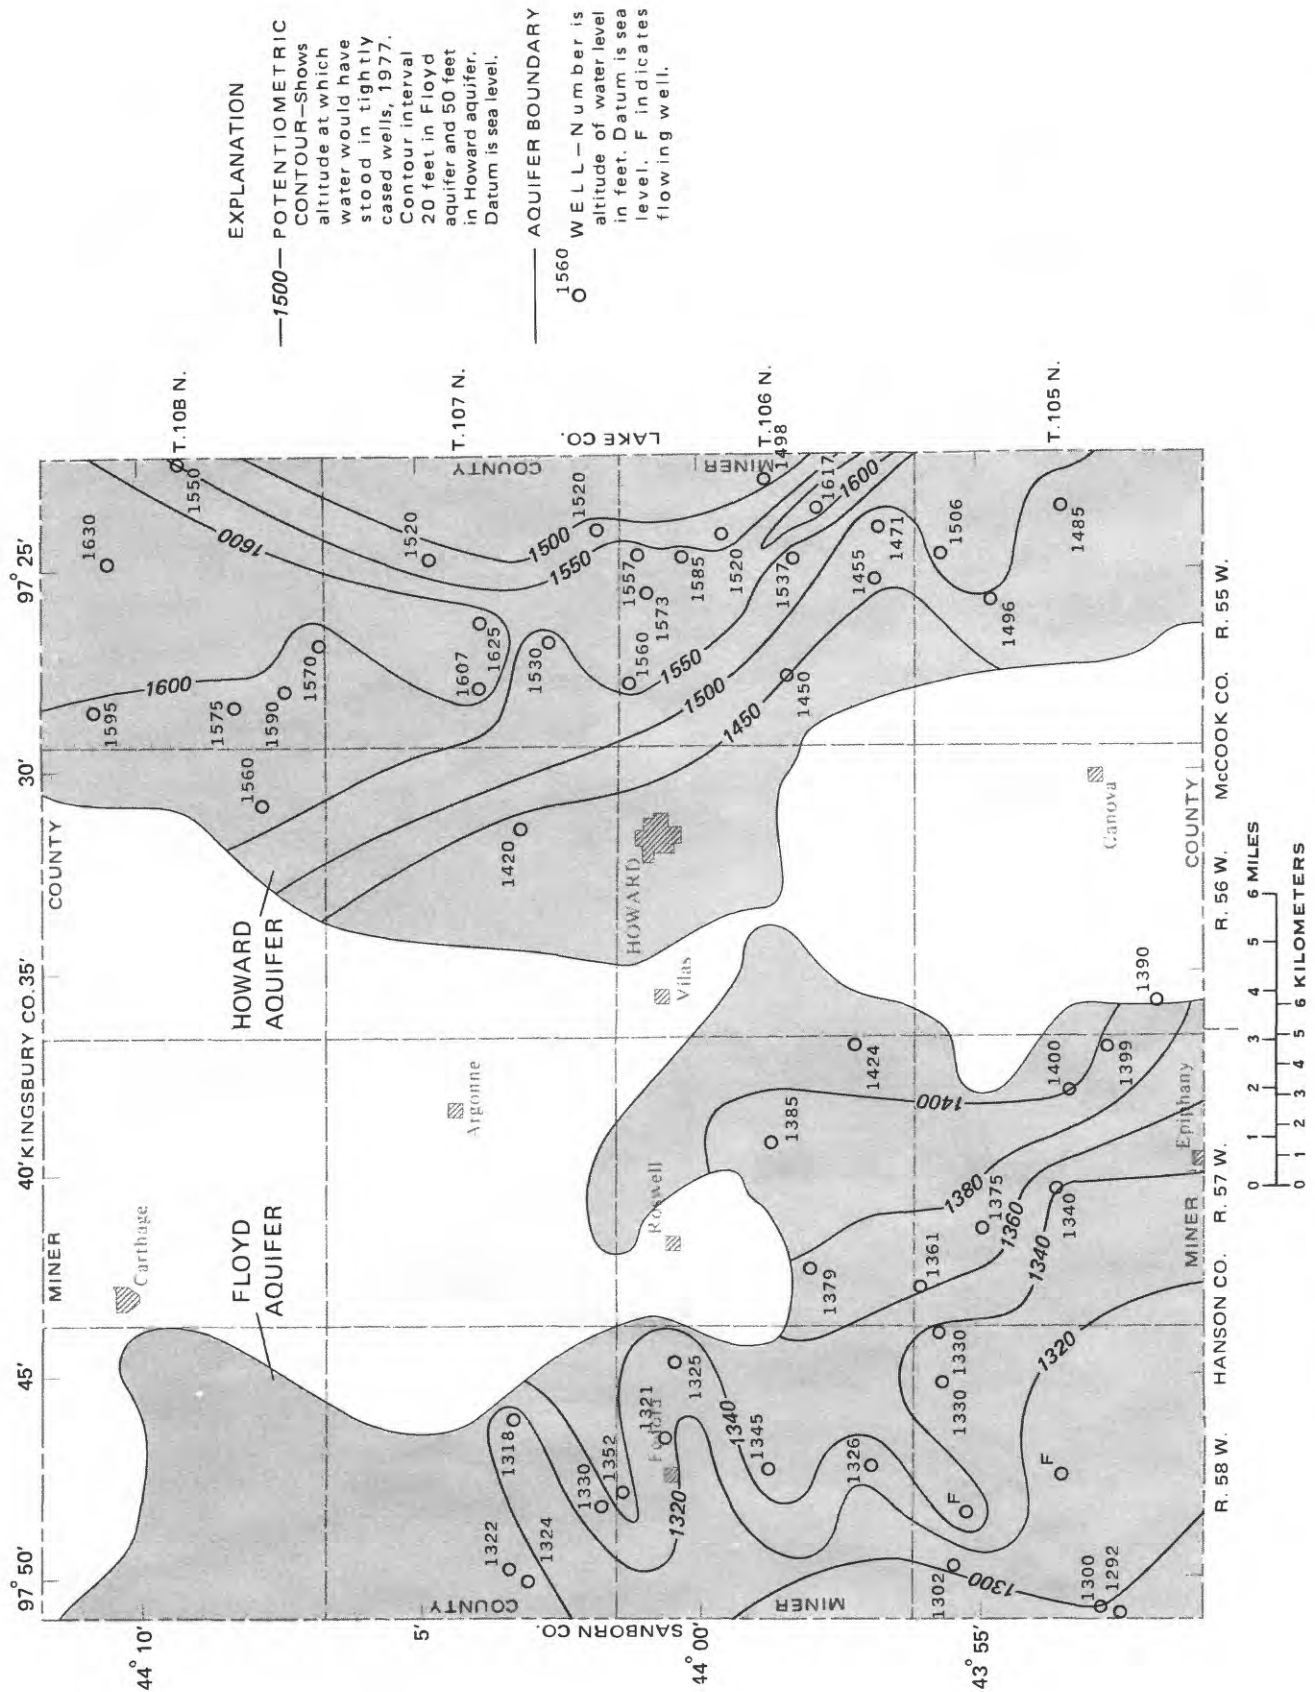 EXPLANATION
—1500— POTENTIOMETRIC
CONTOUR—Shows
altitude at which
water would have
stood in tightly
cased wells, 1977.
Contour interval
20 feet in Floyd
aquifer and 50 feet
in Howard aquifer.
Datum is sea level.
AQUIFER BOUNDARY
1560
WELL—Number is
altitude of water level
in feet. Datum is sea
level. F indicates
flowing well.
97° 50'
45'
40' KINGSBURY CO. 35'
30'
97° 25'
MINER
COUNTY
44° 10'
5'
44° 00'
43° 55'
T. 108 N.
T. 107 N.
T. 106 N.
T. 105 N.
LAKE CO.
COUNTY
MINER
SANBORN CO.
COUNTY
MINER
FLOYD
AQUIFER
HOWARD
AQUIFER
Carthage
Argonne
Roswell
Vilas
HOWARD
Canova
Epiphany
1630
1550
1595
1600
1600
1575
1590
1570
1560
1520
1607
1625
1530
1520
1500
1550
1557
1585
1520
1573
1560
1550
1500
1450
1498
1617
1600
1537
1455
1471
1450
1506
1496
1485
1420
1318
1322
1324
1330
1352
1321
1325
1320
1340
1345
1326
F
1330
1330
1302
1300
1300
1292
F
1320
1340
1340
1360
1375
1361
1379
1380
1385
1400
1424
1400
1399
1390
MINER
COUNTY
R. 58 W.
HANSON CO.
R. 57 W.
R. 56 W.
McCOOK CO.
R. 55 W.
0 1 2 3 4 5 6 MILES
0 1 2 3 4 5 6 KILOMETERS